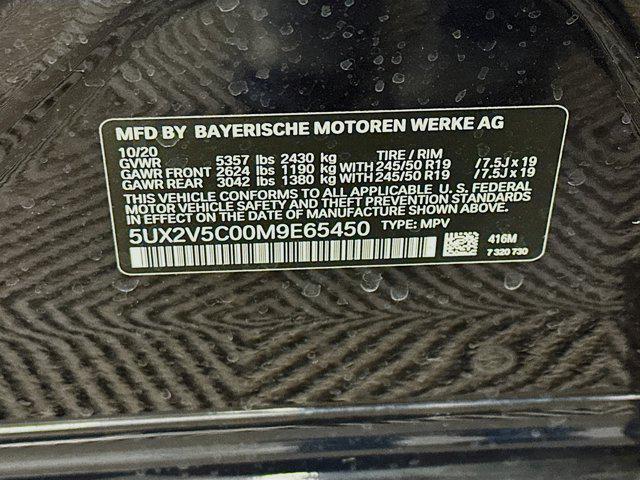 MFD BY BAYERISCHE MOTOREN WERKE AG
10/20 TIRE / RIM
GVWR 5357 lbs 2430 kg
GAWR FRONT 2624 lbs 1190 kg WITH 245/50 R19 /7.5J x 19
GAWR REAR 3042 lbs 1380 kg WITH 245/50 R19 /7.5J x 19
THIS VEHICLE CONFORMS TO ALL APPLICABLE U. S. FEDERAL
MOTOR VEHICLE SAFETY AND THEFT PREVENTION STANDARDS
IN EFFECT ON THE DATE OF MANUFACTURE SHOWN ABOVE.
5UX2V5C00M9E65450 TYPE: MPV
416M
7 320 730